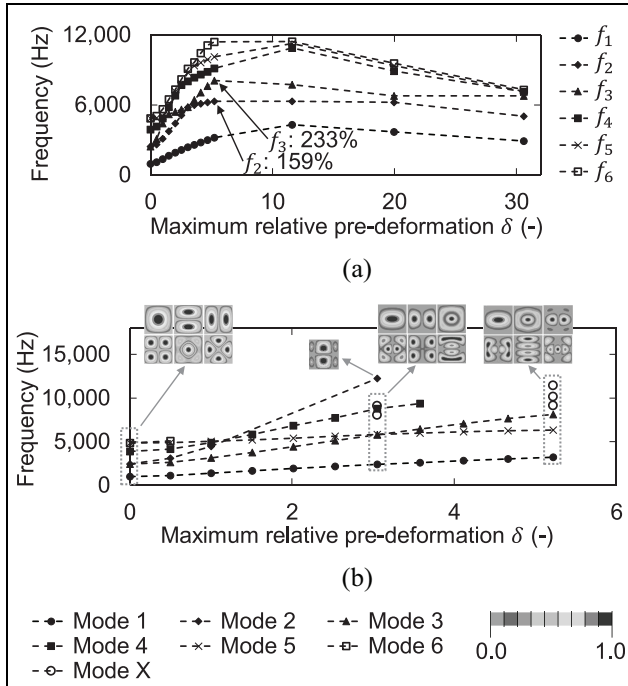 12,000
6,000
0
Frequency (Hz)
f₃: 233%
f₂: 159%
0 10 20 30
Maximum relative pre-deformation δ (-)
f₁
f₂
f₃
f₄
f₅
f₆
(a)
15,000
10,000
5,000
0
Frequency (Hz)
0 2 4 6
Maximum relative pre-deformation δ (-)
(b)
Mode 1 Mode 2 Mode 3
Mode 4 Mode 5 Mode 6
Mode X
0.0 1.0